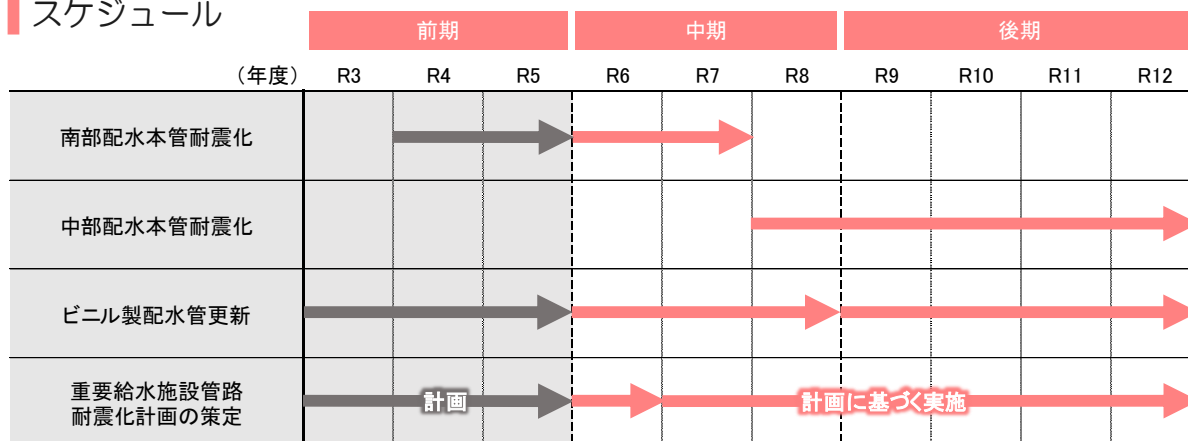 スケジュール
前期 中期 後期
(年度) R3 R4 R5 R6 R7 R8 R9 R10 R11 R12
南部配水本管耐震化
中部配水本管耐震化
ビニル製配水管更新
重要給水施設管路
耐震化計画の策定
計画 計画に基づく実施